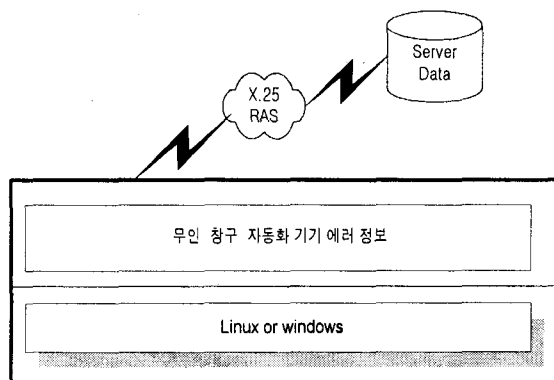 Server
Data
X.25
RAS
무인 창구 자동화 기기 에러 정보
Linux or windows